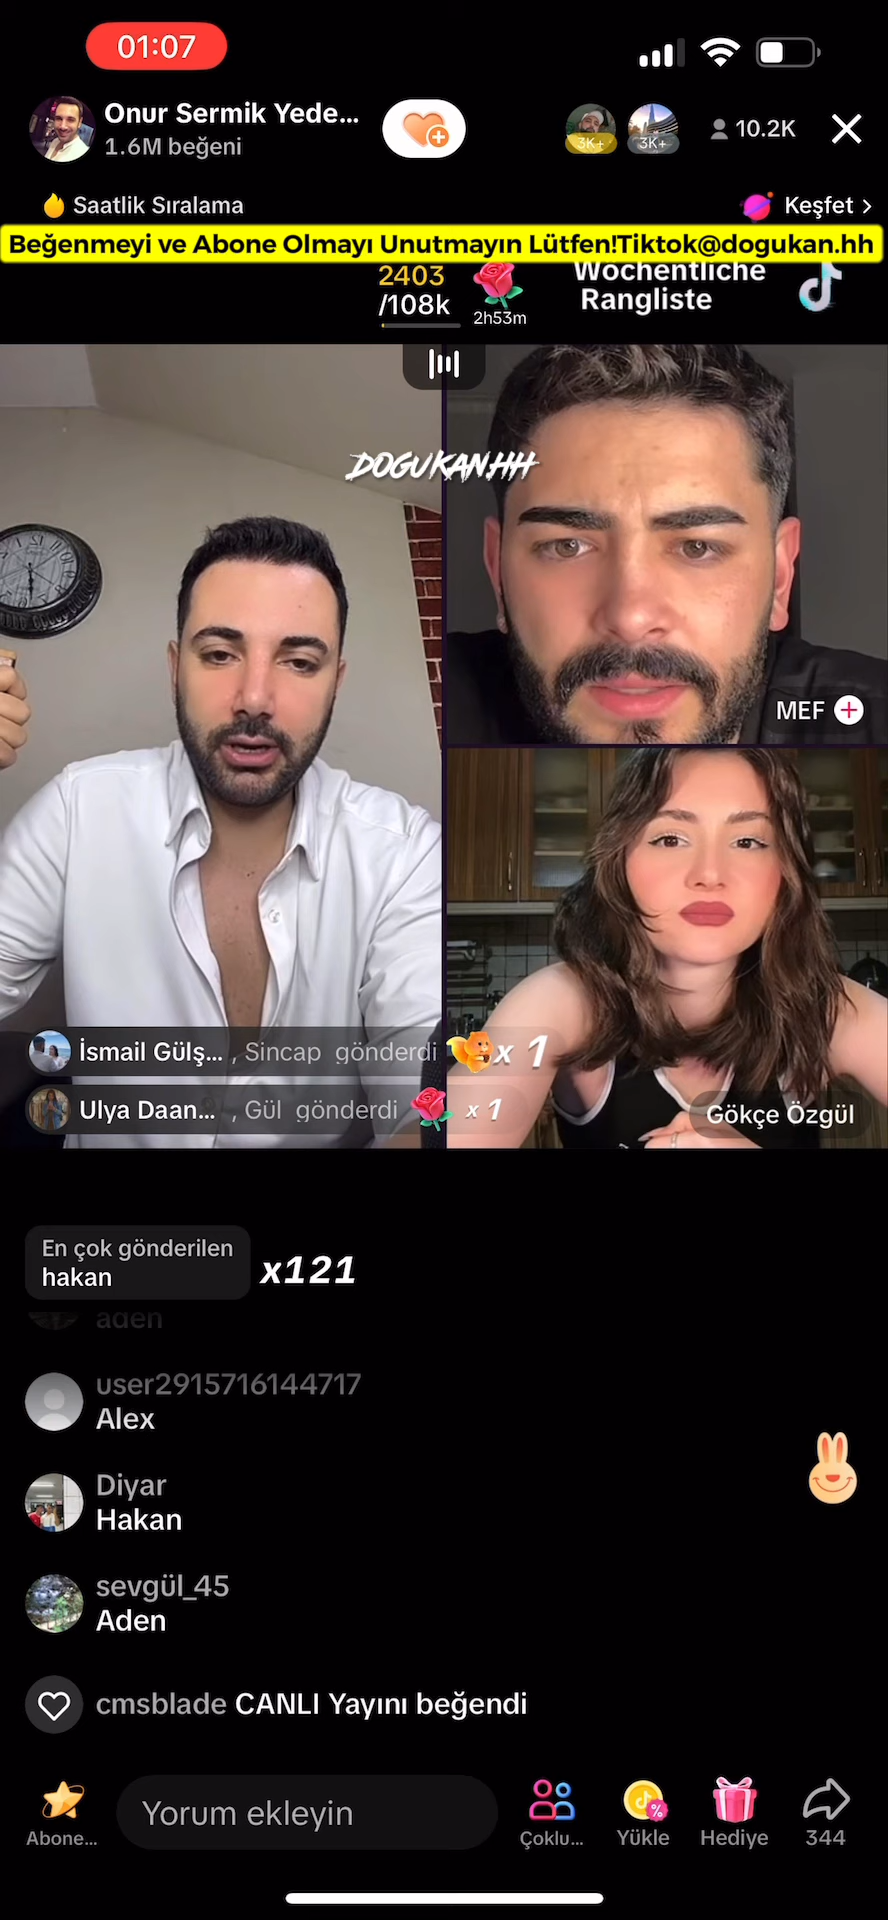 01:07
Onur Sermik Yede...
1.6M beğeni
3K+
3K+
10.2K
Saatlik Sıralama
Keşfet >
Beğenmeyi ve Abone Olmayı Unutmayın Lütfen!Tiktok@dogukan.hh
2403
/108k
2h53m
Wöchentliche
Rangliste
DOGUKAN.HH
MEF
İsmail Gülş... , Sincap gönderdi x 1
Ulya Daan... , Gül gönderdi x 1
Gökçe Özgül
En çok gönderilen
hakan
x121
aden
user2915716144717
Alex
Diyar
Hakan
sevgül_45
Aden
cmsblade CANLI Yayını beğendi
Yorum ekleyin
Abone...
Çoklu...
Yükle
Hediye
344